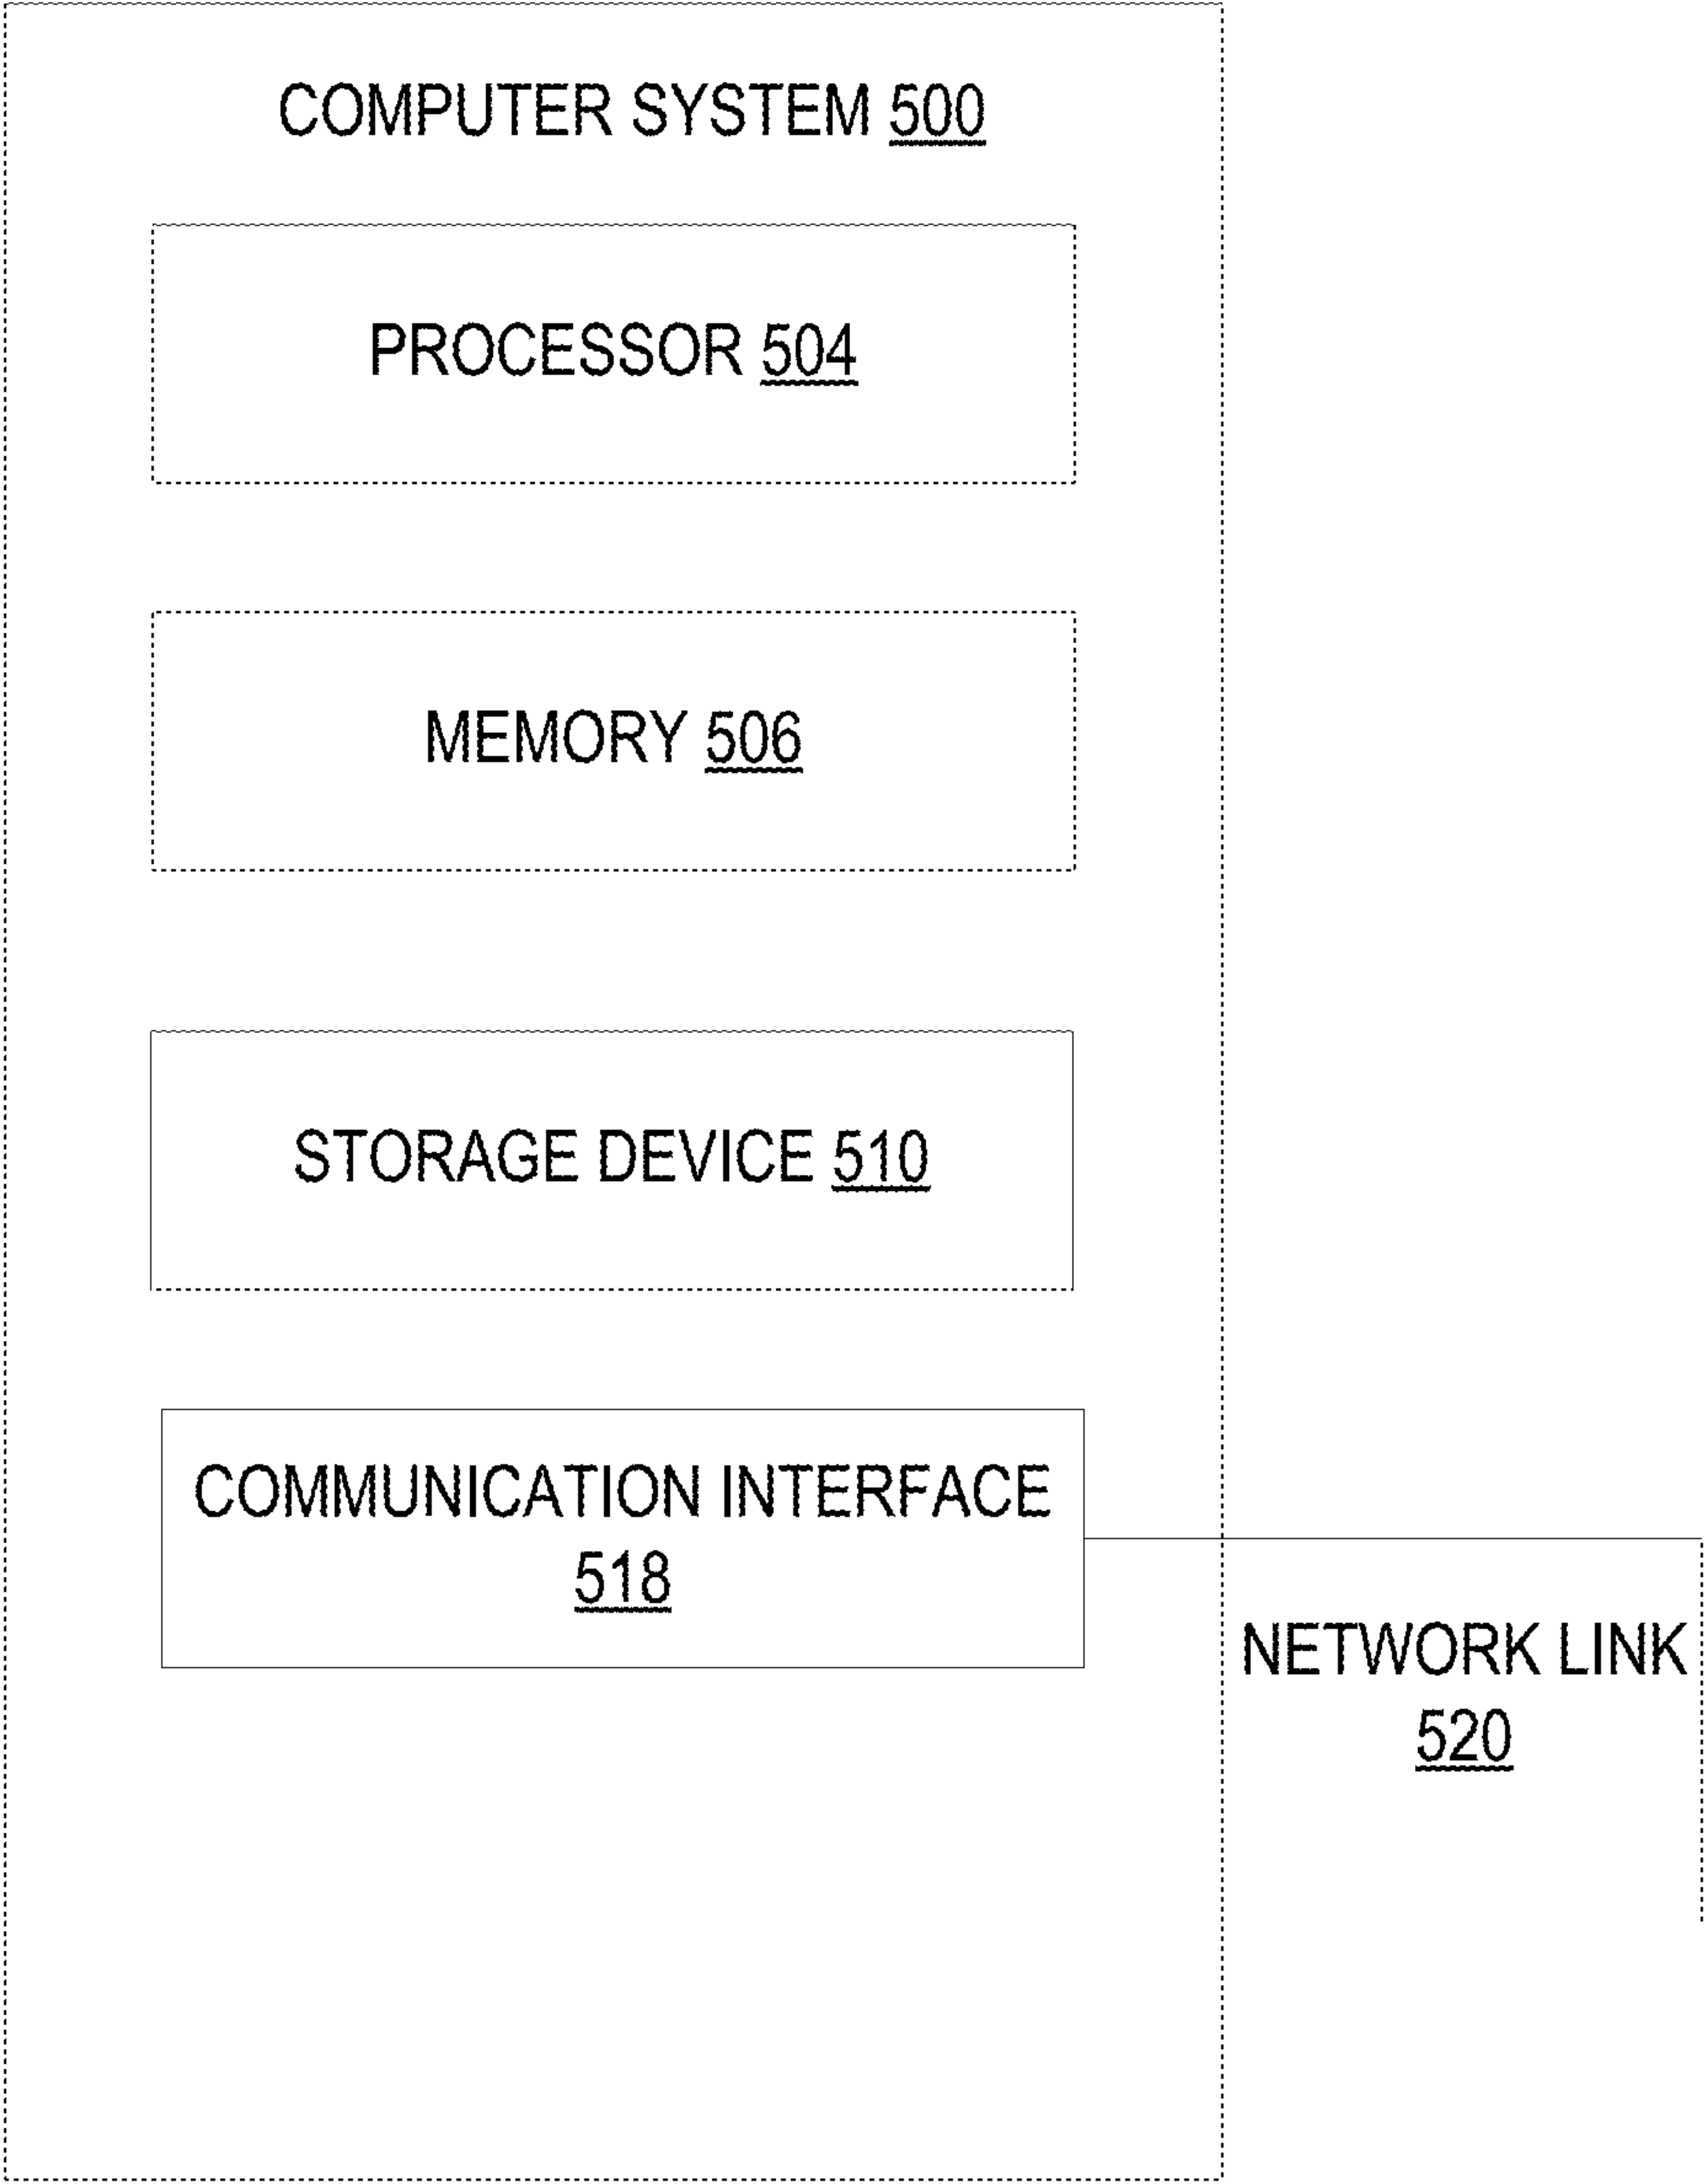 COMPUTER SYSTEM 500
PROCESSOR 504
MEMORY 506
STORAGE DEVICE 510
COMMUNICATION INTERFACE
518
NETWORK LINK
520